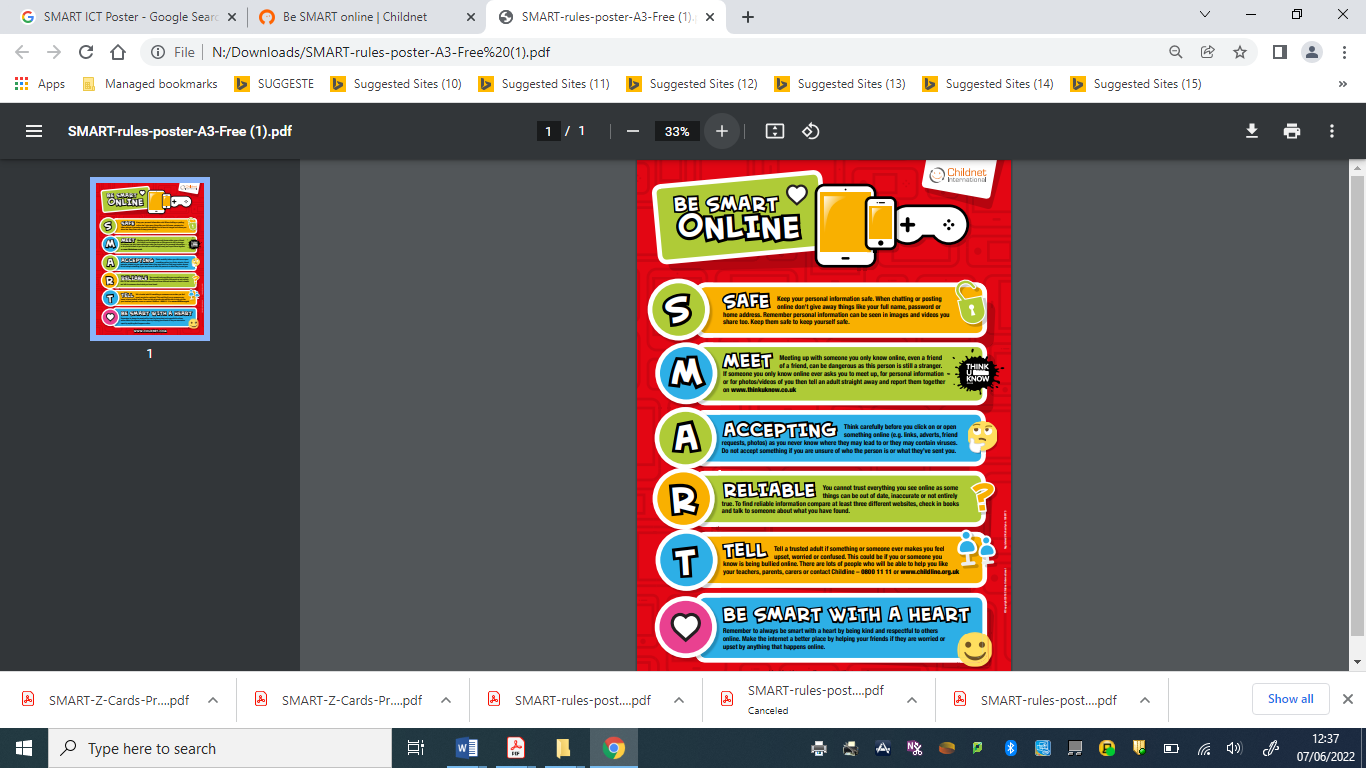 SMART ICT Poster - Google Searc
Be SMART online | Childnet
SMART-rules-poster-A3-Free (1).
File
N:/Downloads/SMART-rules-poster-A3-Free%20(1).pdf
Apps
Managed bookmarks
SUGGESTE
Suggested Sites (10)
Suggested Sites (11)
Suggested Sites (12)
Suggested Sites (13)
Suggested Sites (14)
Suggested Sites (15)
»
SMART-rules-poster-A3-Free (1).pdf
1 / 1
33%
1
Childnet
International
BE SMART
ONLINE
S
SAFE Keep your personal information safe. When chatting or posting
online don't give away things like your full name, password or
home address. Remember personal information can be seen in images and videos you
share too. Keep them safe to keep yourself safe.
M
MEET Meeting up with someone you only know online, even a friend
of a friend, can be dangerous as this person is still a stranger.
If someone you only know online ever asks you to meet up, for personal information
or for photos/videos of you then tell an adult straight away and report them together
on www.thinkuknow.co.uk
THINK
U
KNOW
A
ACCEPTING Think carefully before you click on or open
something online (e.g. links, adverts, friend
requests, photos) as you never know where they may lead to or they may contain viruses.
Do not accept something if you are unsure of who the person is or what they've sent you.
R
RELIABLE You cannot trust everything you see online as some
things can be out of date, inaccurate or not entirely
true. To find reliable information compare at least three different websites, check in books
and talk to someone about what you have found.
?
T
TELL Tell a trusted adult if something or someone ever makes you feel
upset, worried or confused. This could be if you or someone you
know is being bullied online. There are lots of people who will be able to help you like
your teachers, parents, carers or contact Childline – 0800 11 11 or www.childline.org.uk
BE SMART WITH A HEART
Remember to always be smart with a heart by being kind and respectful to others
online. Make the internet a better place by helping your friends if they are worried or
upset by anything that happens online.
SMART-Z-Cards-Pr....pdf
SMART-Z-Cards-Pr....pdf
SMART-rules-post....pdf
SMART-rules-post....pdf
Canceled
SMART-rules-post....pdf
Show all
Type here to search
12:37
07/06/2022